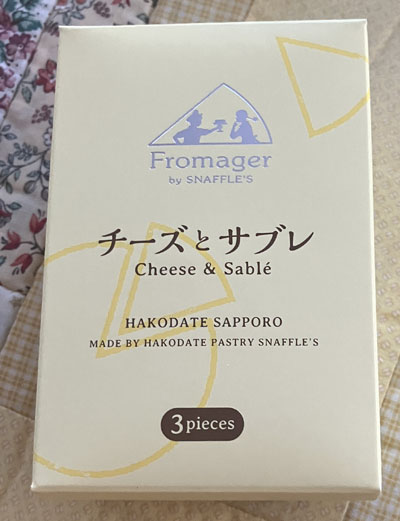 Fromager
by SNAFFLE'S
チーズとサブレ
Cheese & Sablé
HAKODATE SAPPORO
MADE BY HAKODATE PASTRY SNAFFLE'S
3pieces